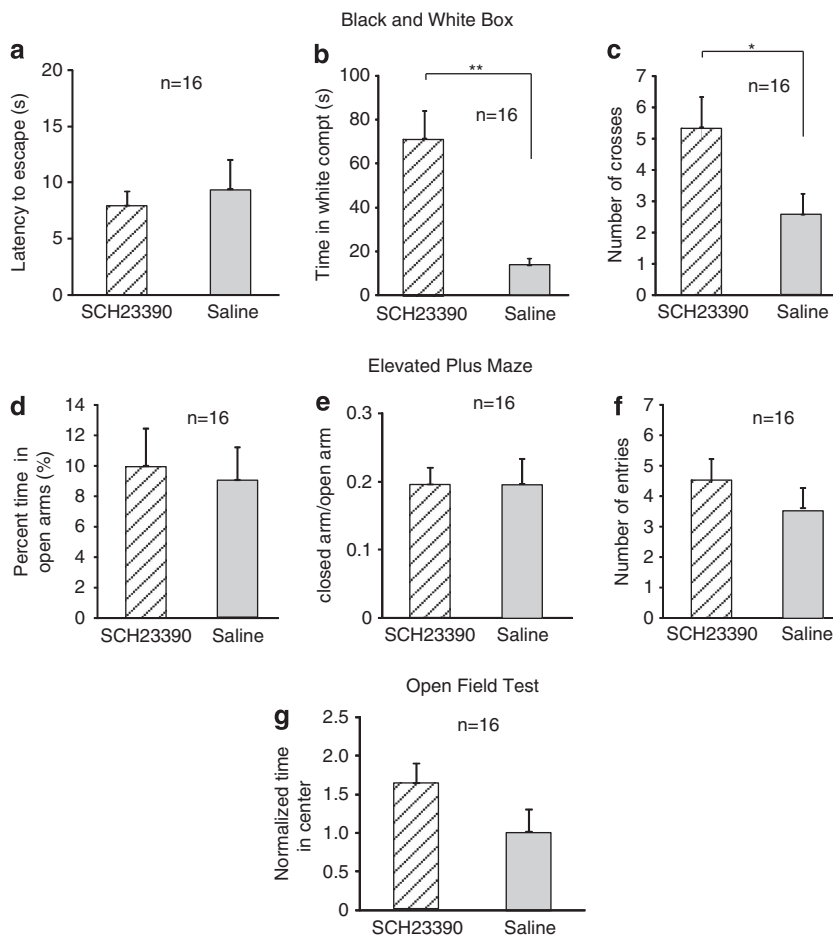 Black and White Box
a
Latency to escape (s)
20
15
10
5
0
n=16
SCH23390 Saline
b
Time in white compt (s)
100
80
60
40
20
0
**
n=16
SCH23390 Saline
c
Number of crosses
7
6
5
4
3
2
1
0
*
n=16
SCH23390 Saline
Elevated Plus Maze
d
Percent time in
open arms (%)
14
12
10
8
6
4
2
0
n=16
SCH23390 Saline
e
closed arm/open arm
0.3
0.2
0.1
0
n=16
SCH23390 Saline
f
Number of entries
7
6
5
4
3
2
1
0
n=16
SCH23390 Saline
Open Field Test
g
Normalized time
in center
2.5
2.0
1.5
1.0
0.5
0
n=16
SCH23390 Saline